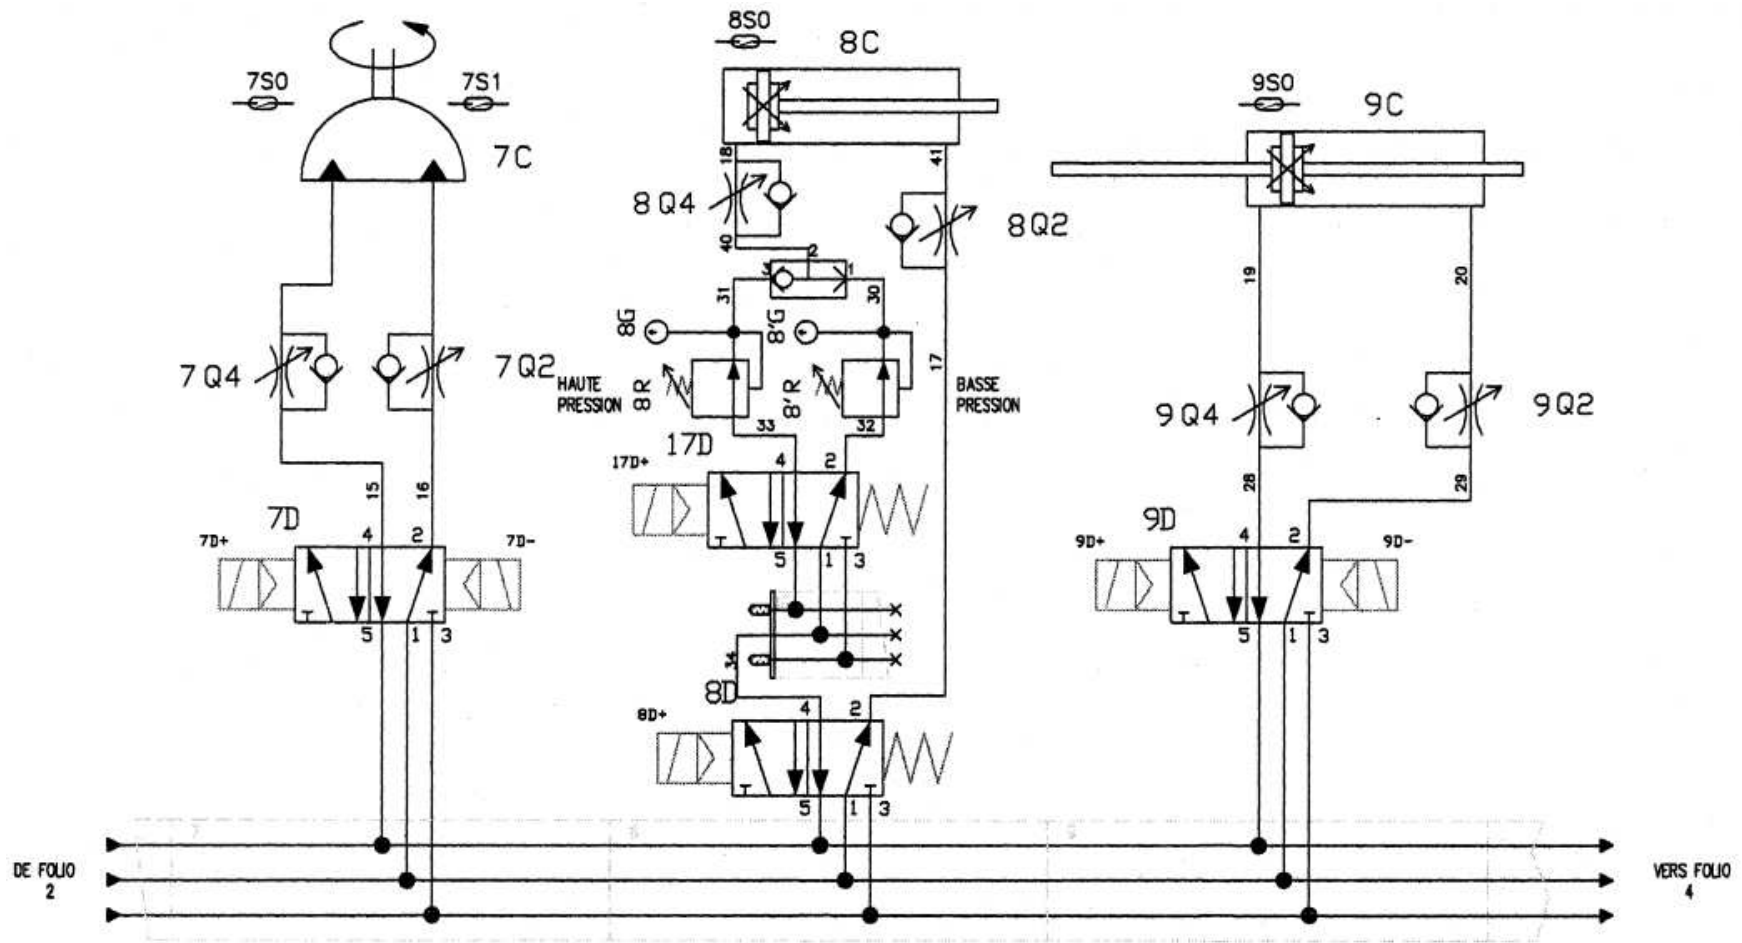 8S0
8C
7S0
7S1
9S0
9C
7C
18
41
8Q4
8Q2
40
2
3
1
31
30
19
20
8G
8'G
17
7Q4
7Q2
HAUTE
PRESSION
8R
8'R
BASSE
PRESSION
9Q4
9Q2
33
32
17D
17D+
4
2
15
16
28
29
7D
7D+
4
2
7D-
9D
9D+
4
2
9D-
5
1
3
5
1
3
5
1
3
34
8D
8D+
4
2
5
1
3
DE FOLIO
2
VERS FOLIO
4